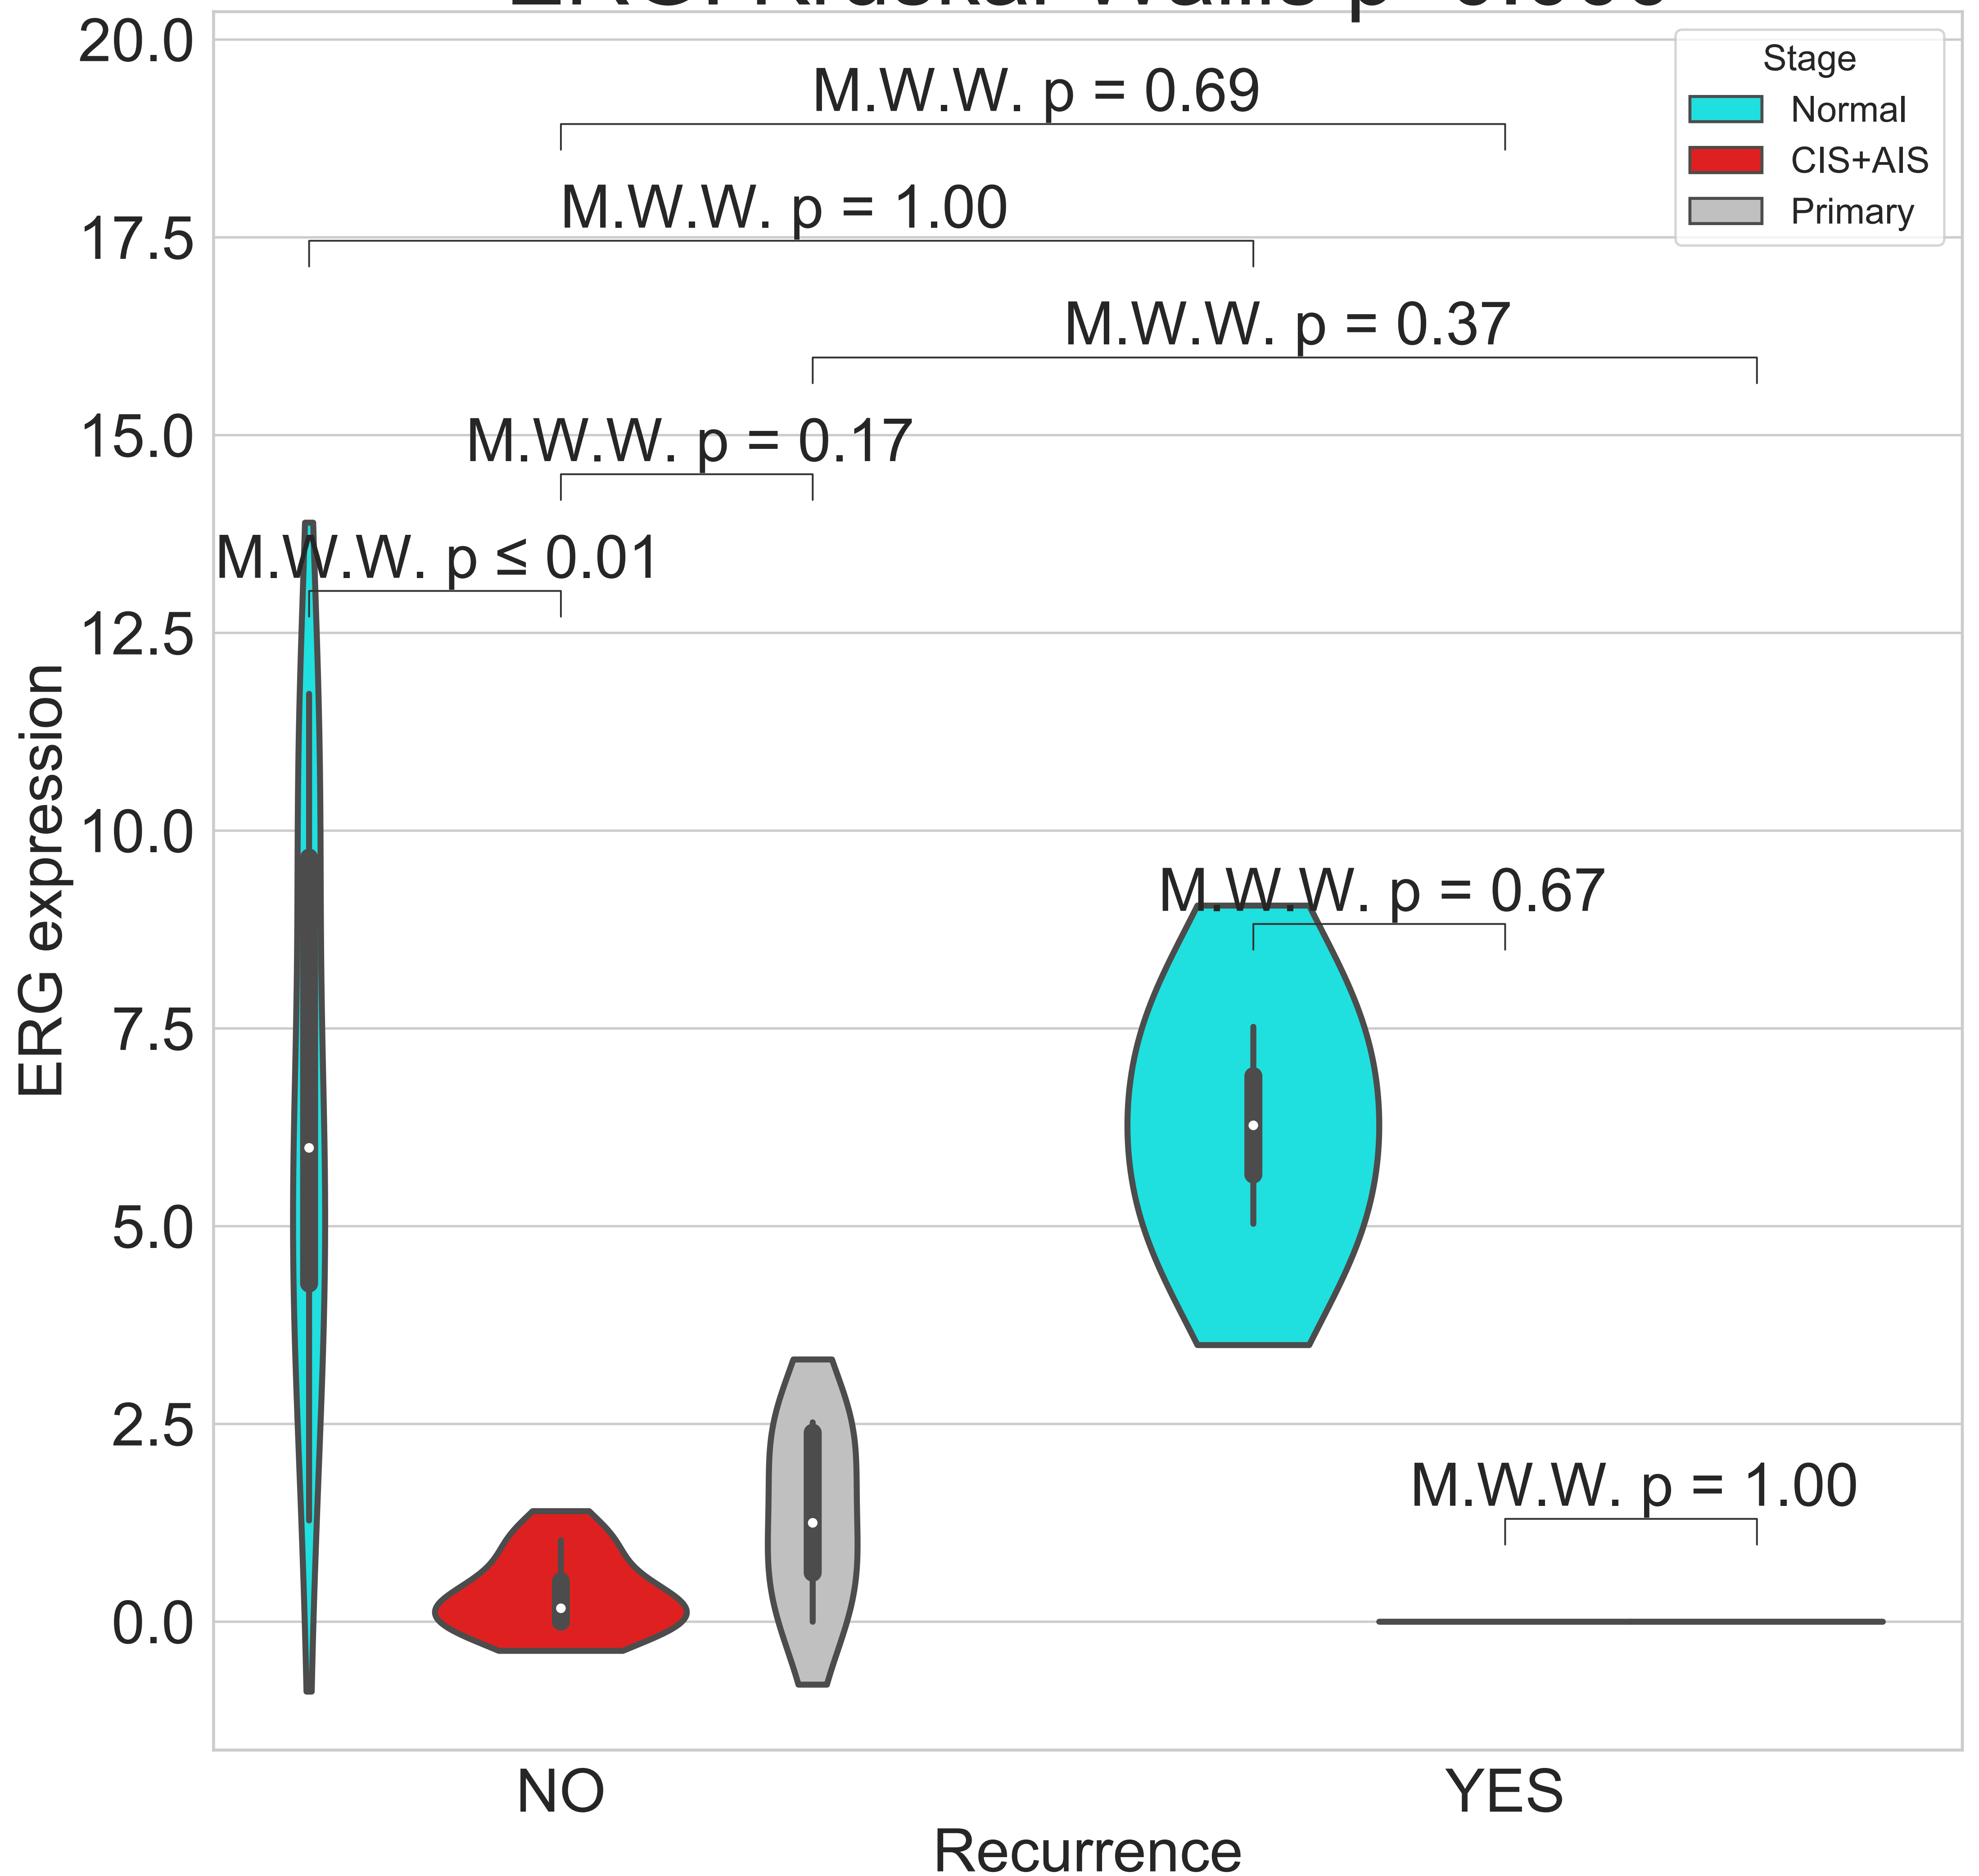 20.0
17.5
15.0
12.5
10.0
7.5
5.0
2.5
0.0
ERG expression
M.W.W. p = 0.69
M.W.W. p = 1.00
M.W.W. p = 0.37
M.W.W. p = 0.17
M.W.W. p ≤ 0.01
M.W.W. p = 0.67
M.W.W. p = 1.00
Stage
Normal
CIS+AIS
Primary
NO
YES
Recurrence